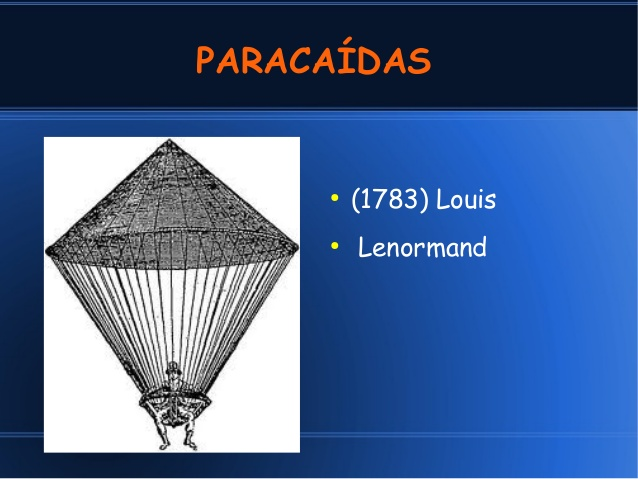 PARACAÍDAS
(1783) Louis
Lenormand